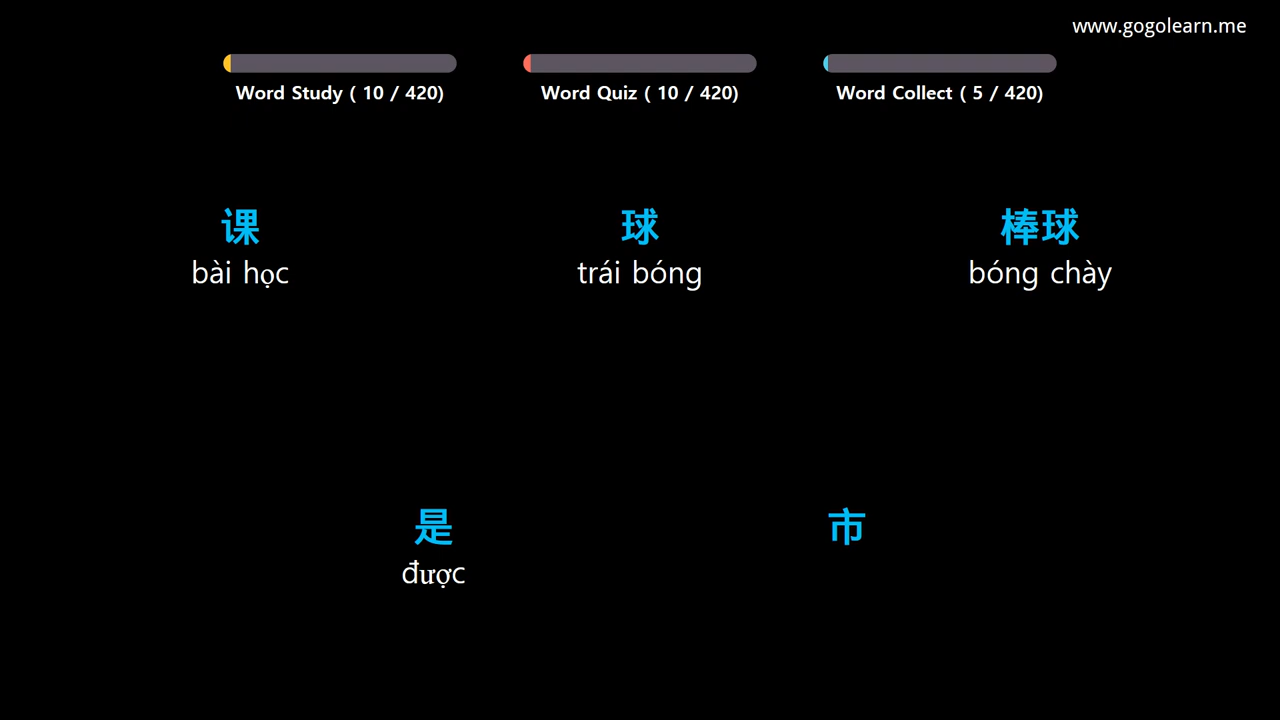 www.gogolearn.me
Word Study ( 10 / 420)
Word Quiz ( 10 / 420)
Word Collect ( 5 / 420)
课
bài học
球
trái bóng
棒球
bóng chày
是
được
市